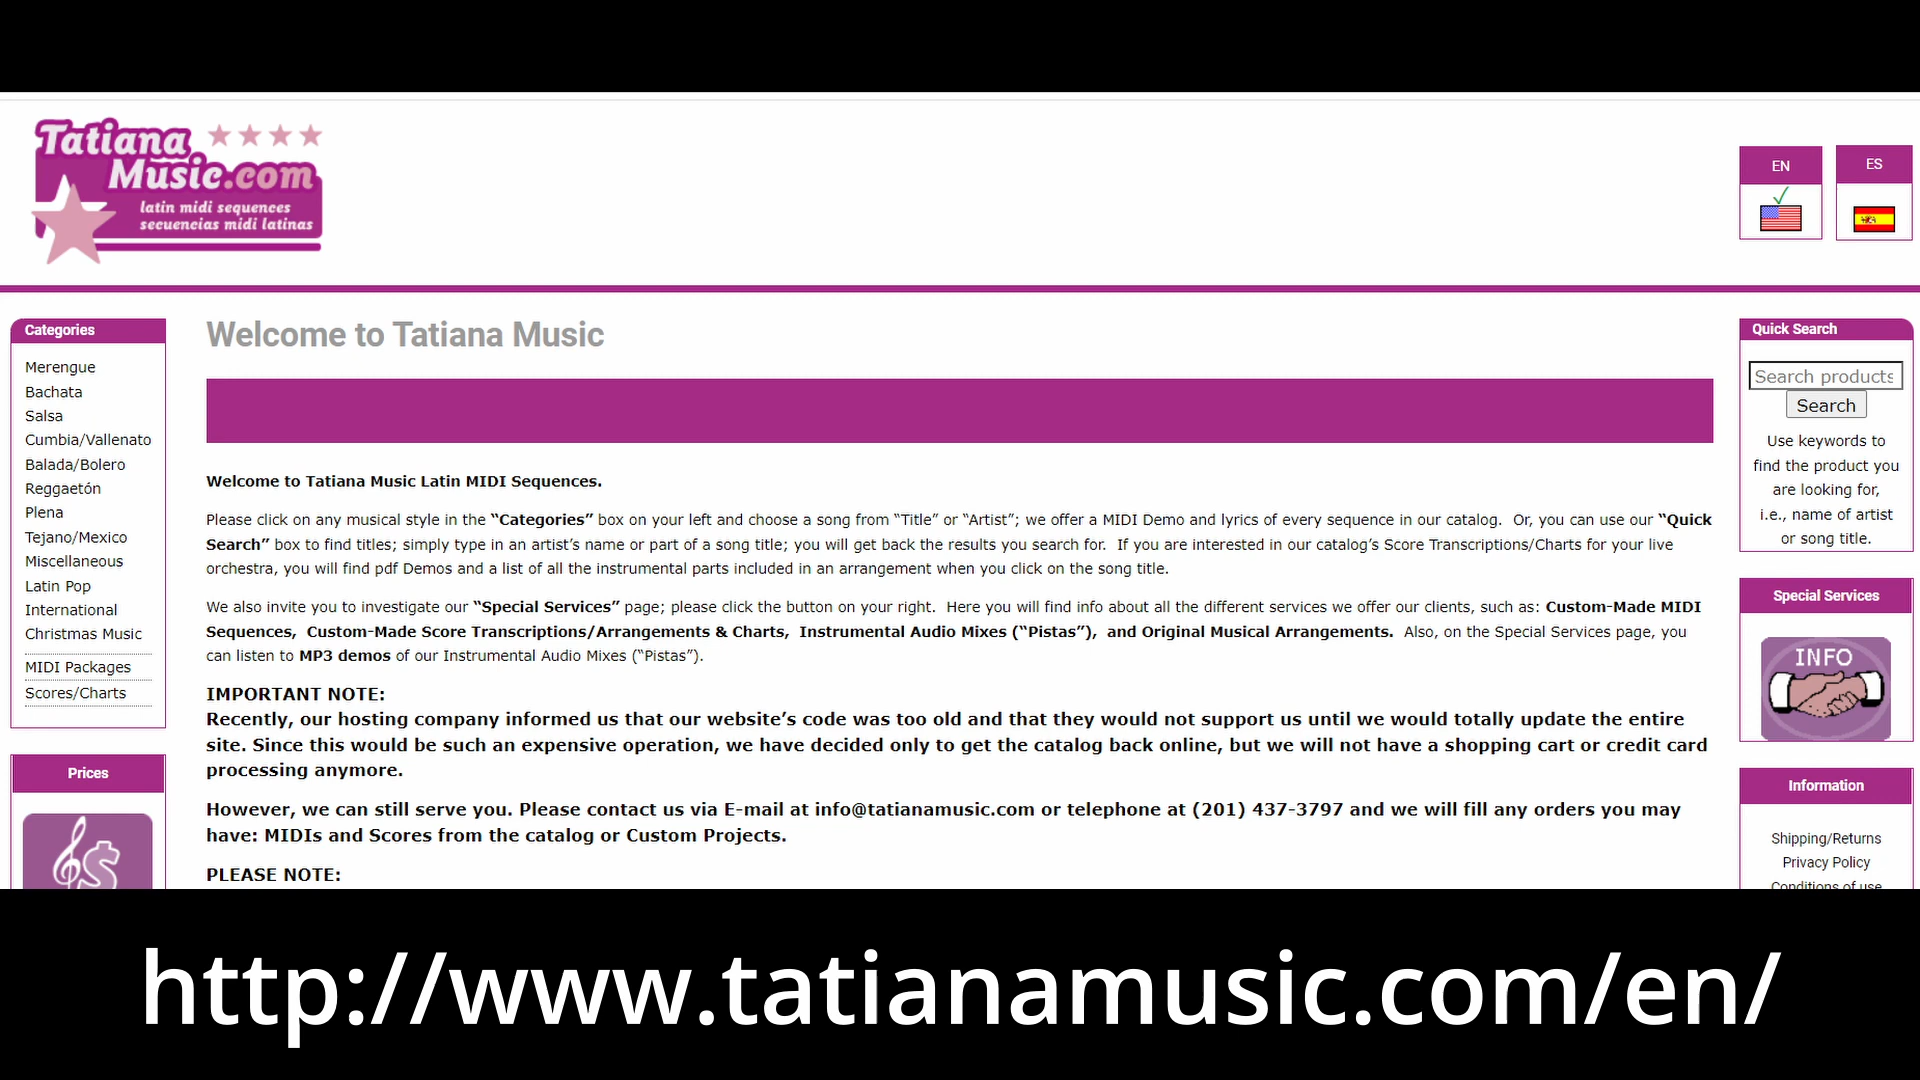 Tatiana
Music.com
latin midi sequences
secuencias midi latinas
EN
ES
Categories
Merengue
Bachata
Salsa
Cumbia/Vallenato
Balada/Bolero
Reggaetón
Plena
Tejano/Mexico
Miscellaneous
Latin Pop
International
Christmas Music
MIDI Packages
Scores/Charts
Prices
Welcome to Tatiana Music
Welcome to Tatiana Music Latin MIDI Sequences.
Please click on any musical style in the “Categories” box on your left and choose a song from “Title” or “Artist”; we offer a MIDI Demo and lyrics of every sequence in our catalog. Or, you can use our “Quick
Search” box to find titles; simply type in an artist’s name or part of a song title; you will get back the results you search for. If you are interested in our catalog’s Score Transcriptions/Charts for your live
orchestra, you will find pdf Demos and a list of all the instrumental parts included in an arrangement when you click on the song title.
We also invite you to investigate our “Special Services” page; please click the button on your right. Here you will find info about all the different services we offer our clients, such as: Custom-Made MIDI
Sequences, Custom-Made Score Transcriptions/Arrangements & Charts, Instrumental Audio Mixes (“Pistas”), and Original Musical Arrangements. Also, on the Special Services page, you
can listen to MP3 demos of our Instrumental Audio Mixes (“Pistas”).
IMPORTANT NOTE:
Recently, our hosting company informed us that our website’s code was too old and that they would not support us until we would totally update the entire
site. Since this would be such an expensive operation, we have decided only to get the catalog back online, but we will not have a shopping cart or credit card
processing anymore.
However, we can still serve you. Please contact us via E-mail at info@tatianamusic.com or telephone at (201) 437-3797 and we will fill any orders you may
have: MIDIs and Scores from the catalog or Custom Projects.
PLEASE NOTE:
Quick Search
Search products
Search
Use keywords to
find the product you
are looking for,
i.e., name of artist
or song title.
Special Services
INFO
Information
Shipping/Returns
Privacy Policy
Conditions of use
http://www.tatianamusic.com/en/